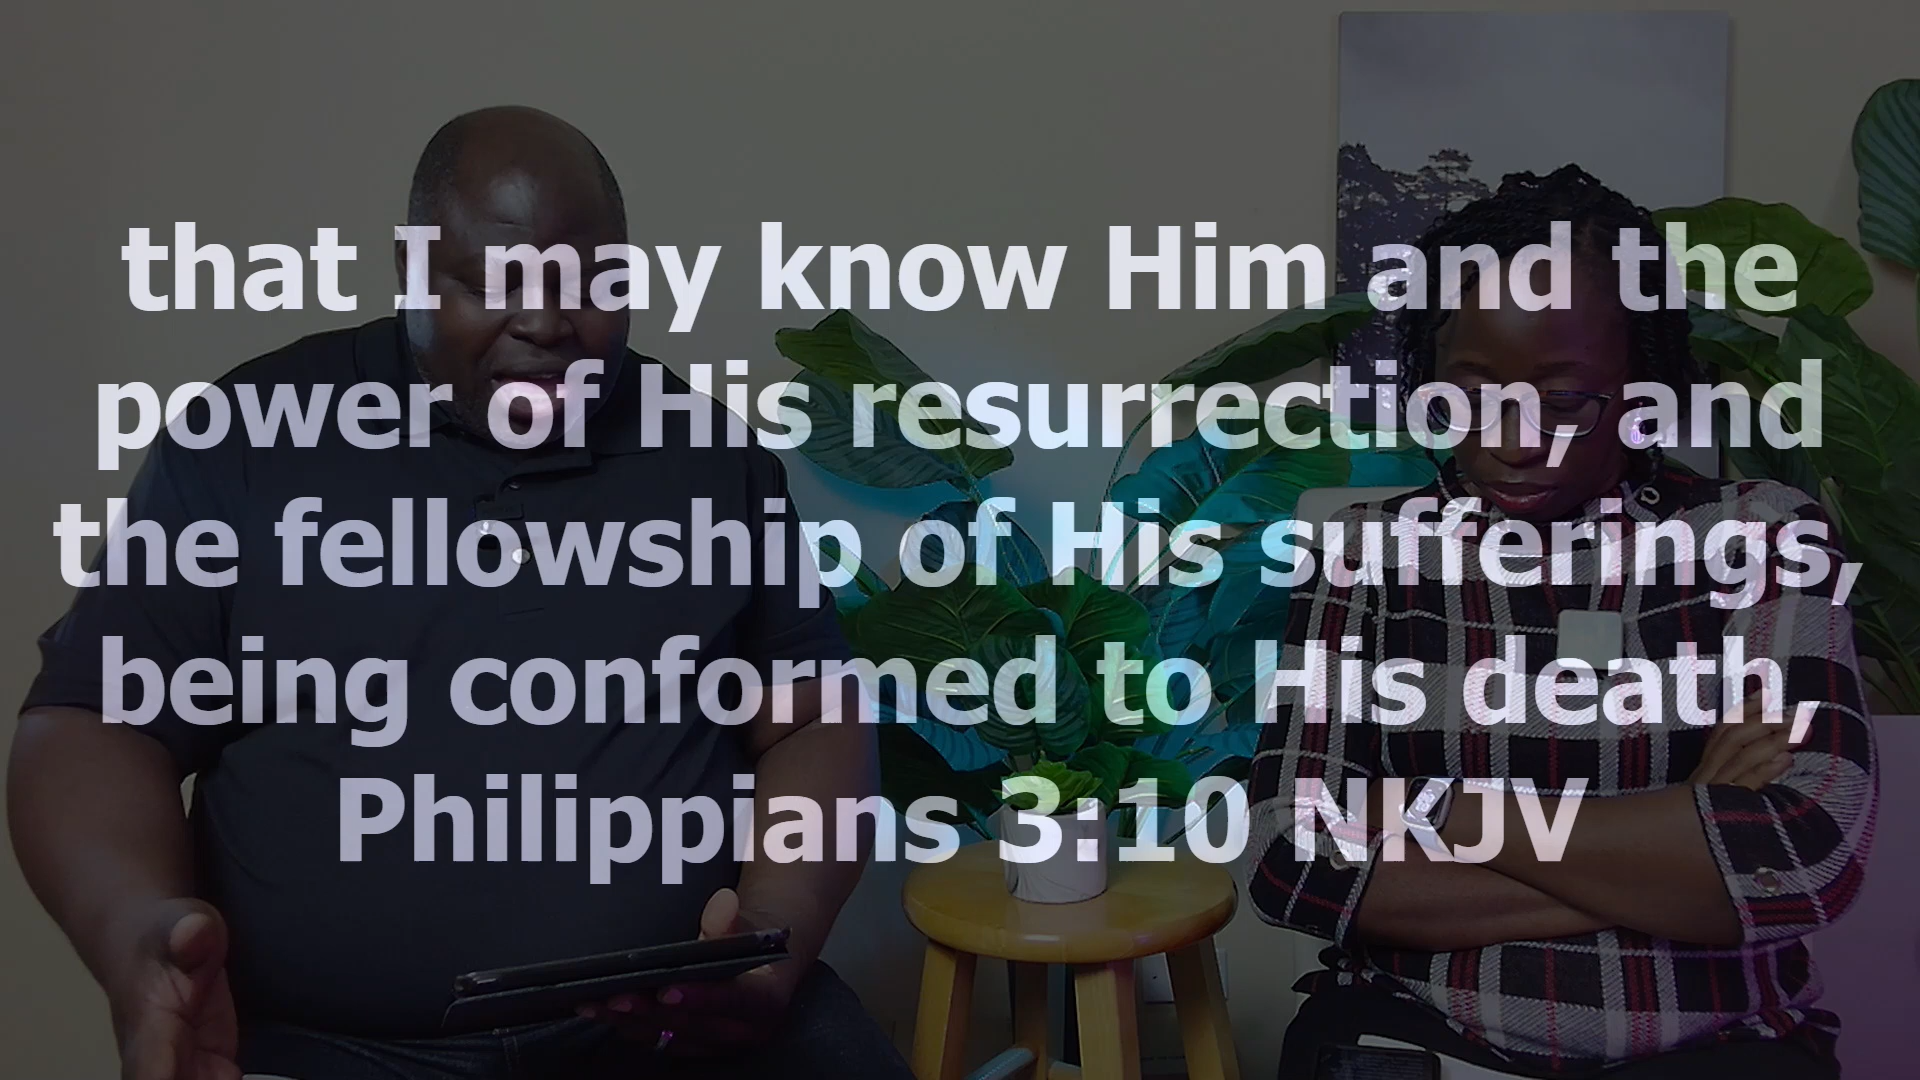 that I may know Him and the
power of His resurrection, and
the fellowship of His sufferings,
being conformed to His death,
Philippians 3:10 NKJV